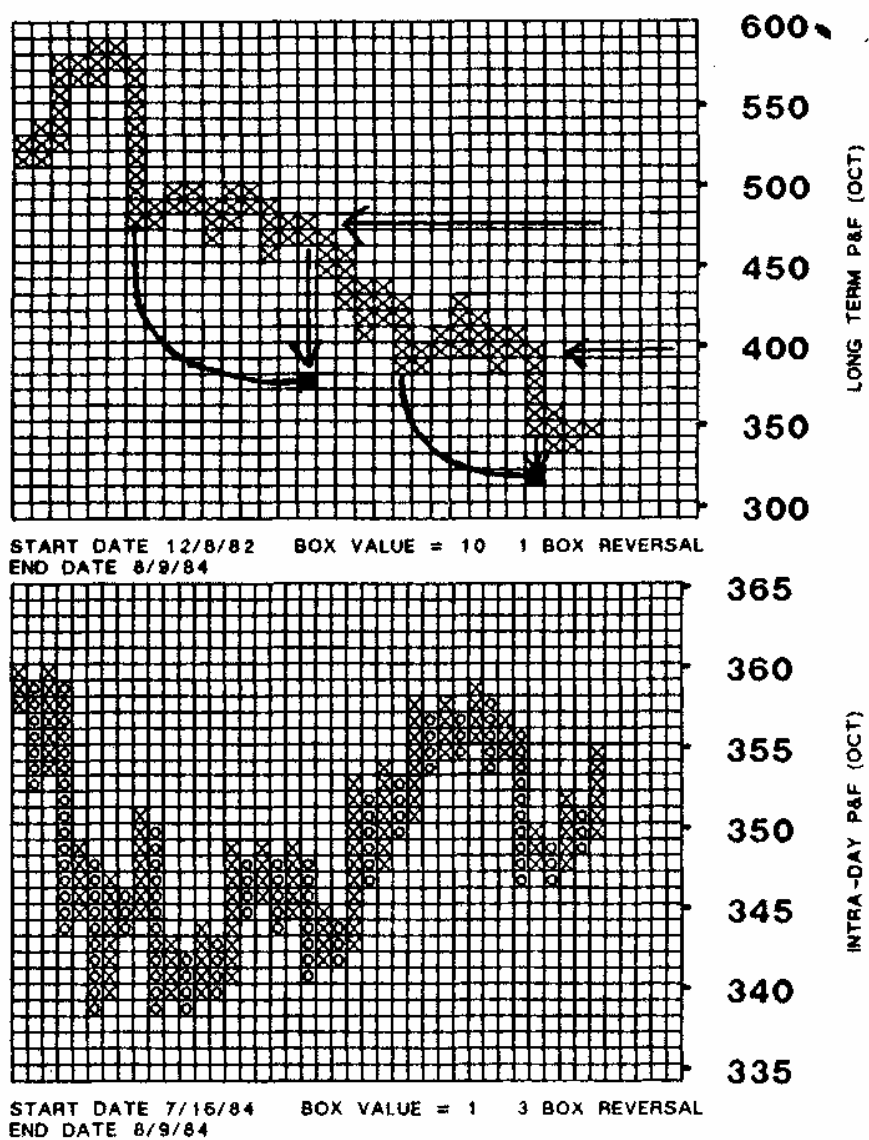 600
550
500
450
400
350
300
LONG TERM P&F (OCT)
START DATE 12/8/82 BOX VALUE = 10 1 BOX REVERSAL
END DATE 8/9/84
365
360
355
350
345
340
335
INTRA-DAY P&F (OCT)
START DATE 7/16/84 BOX VALUE = 1 3 BOX REVERSAL
END DATE 8/9/84